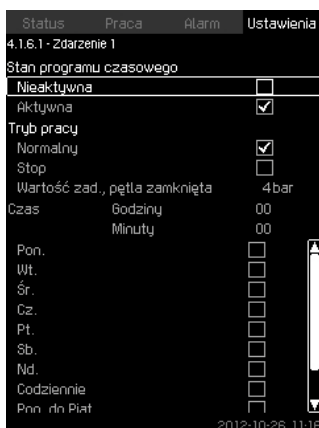 Status Praca Alarm Ustawienia
4.1.6.1 - Zdarzenie 1
Stan programu czasowego
Nieaktywna
Aktywna
Tryb pracy
Normalny
Stop
Wartość zad., pętla zamknięta 4bar
Czas Godziny 00
Minuty 00
Pon.
Wt.
Śr.
Cz.
Pt.
Sb.
Nd.
Codziennie
Pon. do Piąt
2012-10-26 11:16